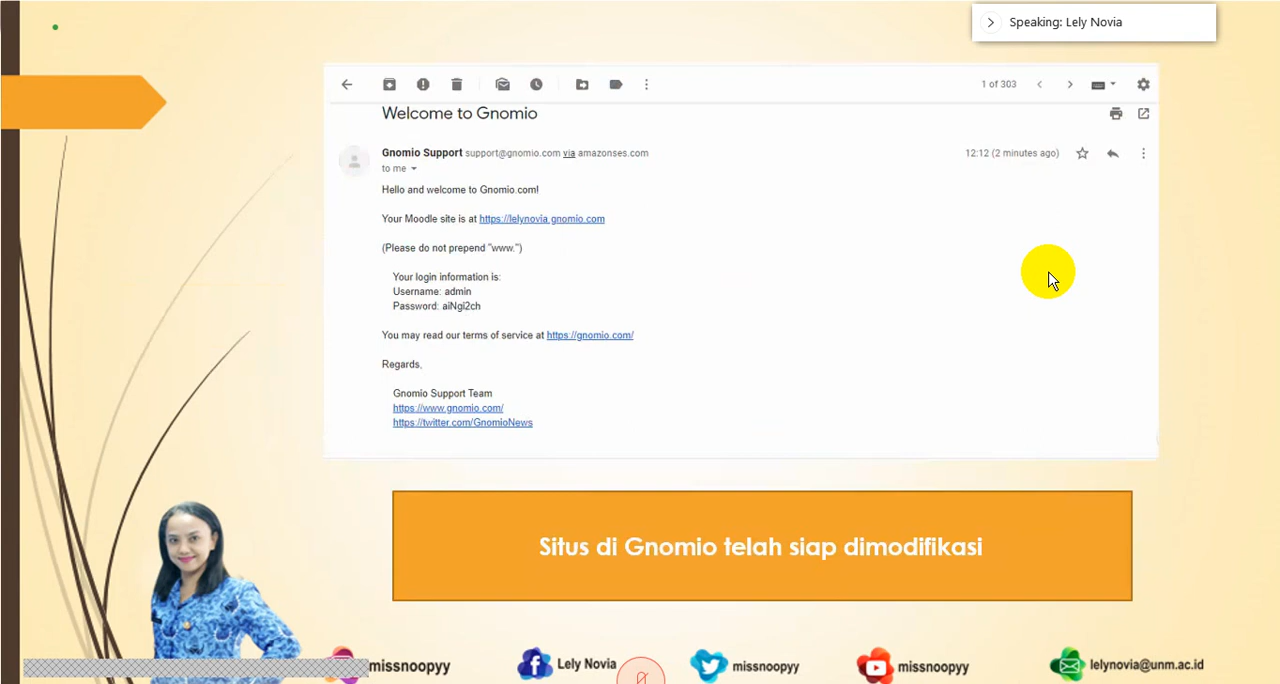 Speaking: Lely Novia
1 of 303
Welcome to Gnomio
Gnomio Support support@gnomio.com via amazonses.com
12:12 (2 minutes ago)
to me
Hello and welcome to Gnomio.com!
Your Moodle site is at https://lelynovia.gnomio.com
(Please do not prepend "www.")
Your login information is:
Username: admin
Password: aiNgi2ch
You may read our terms of service at https://gnomio.com/
Regards,
Gnomio Support Team
https://www.gnomio.com/
https://twitter.com/GnomioNews
Situs di Gnomio telah siap dimodifikasi
missnoopyy
Lely Novia
missnoopyy
missnoopyy
lelynovia@unm.ac.id